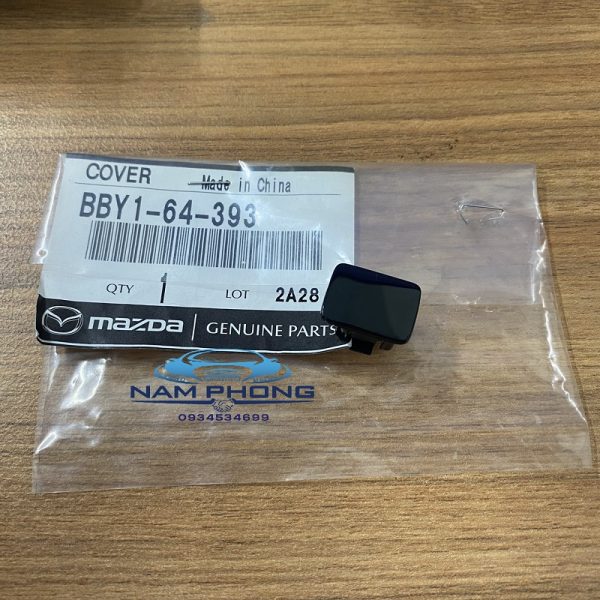 COVER
Made in China
BBY1-64-393
QTY 1 LOT 2A28
mazda GENUINE PARTS
NAM PHONG
0934534699